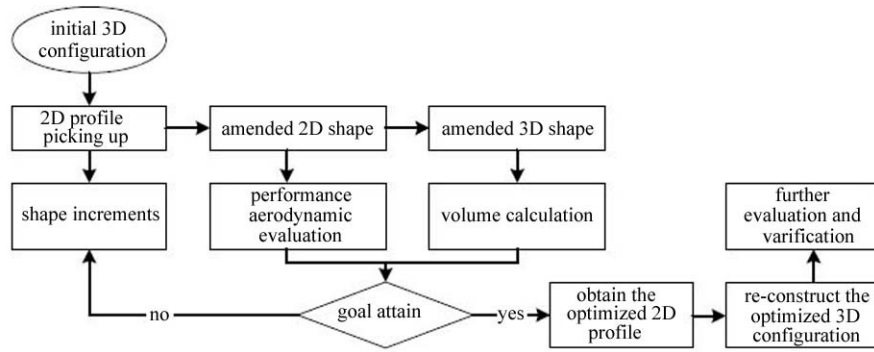 initial 3D
configuration
2D profile
picking up
amended 2D shape
amended 3D shape
shape increments
performance
aerodynamic
evaluation
volume calculation
further
evaluation and
varification
no
goal attain
yes
obtain the
optimized 2D
profile
re-construct the
optimized 3D
configuration